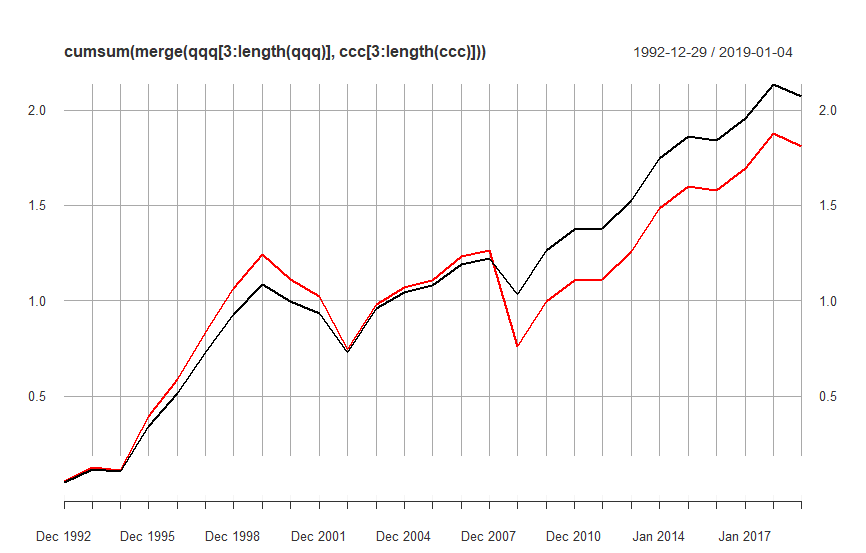 cumsum(merge(qqq[3:length(qqq)], ccc[3:length(ccc)]))
1992-12-29 / 2019-01-04
2.0
2.0
1.5
1.5
1.0
1.0
0.5
0.5
Dec 1992
Dec 1995
Dec 1998
Dec 2001
Dec 2004
Dec 2007
Dec 2010
Jan 2014
Jan 2017